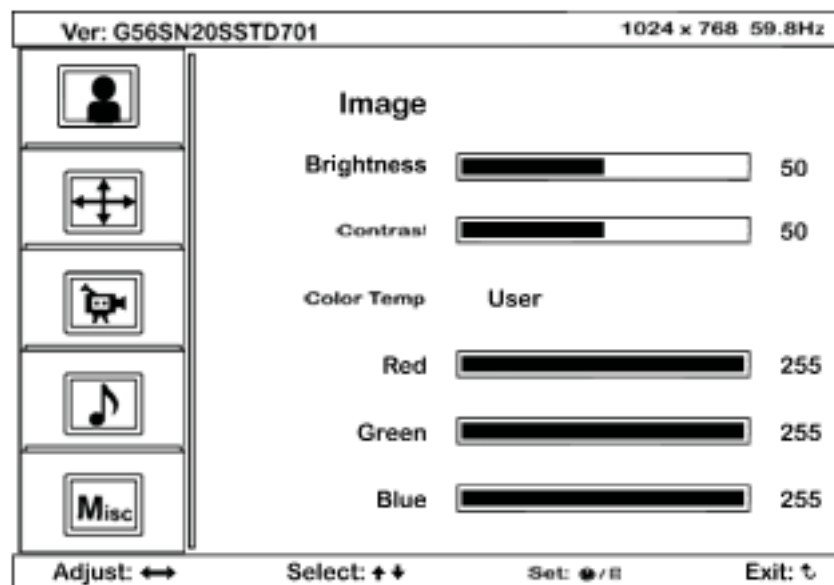 Ver: G56SN20SSTD701 1024 x 768 59.8Hz
Image
Brightness 50
Contrast 50
Color Temp User
Red 255
Green 255
Blue 255
Misc
Adjust: Select: Set: / Exit: